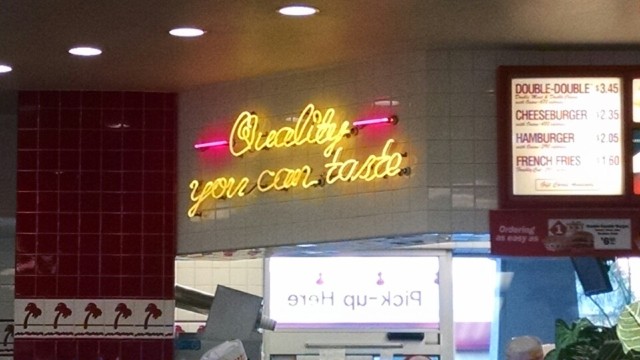 Quality
you can taste
DOUBLE-DOUBLE $3.45
CHEESEBURGER $2.35
HAMBURGER $2.05
FRENCH FRIES $1.60
Ordering
as easy as
1
Pick-up Here